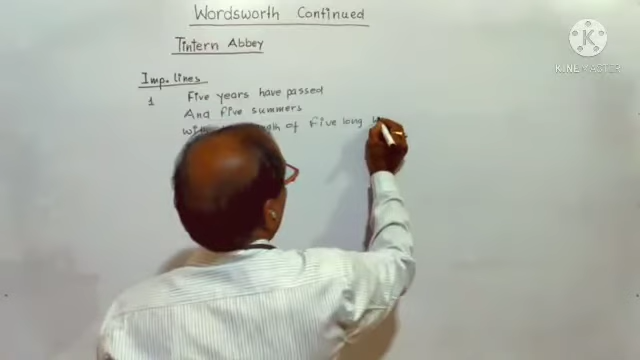 Wordsworth Continued
Tintern Abbey
Imp. lines
1 Five years have passed
And five summers
of Five long
KINEMASTER